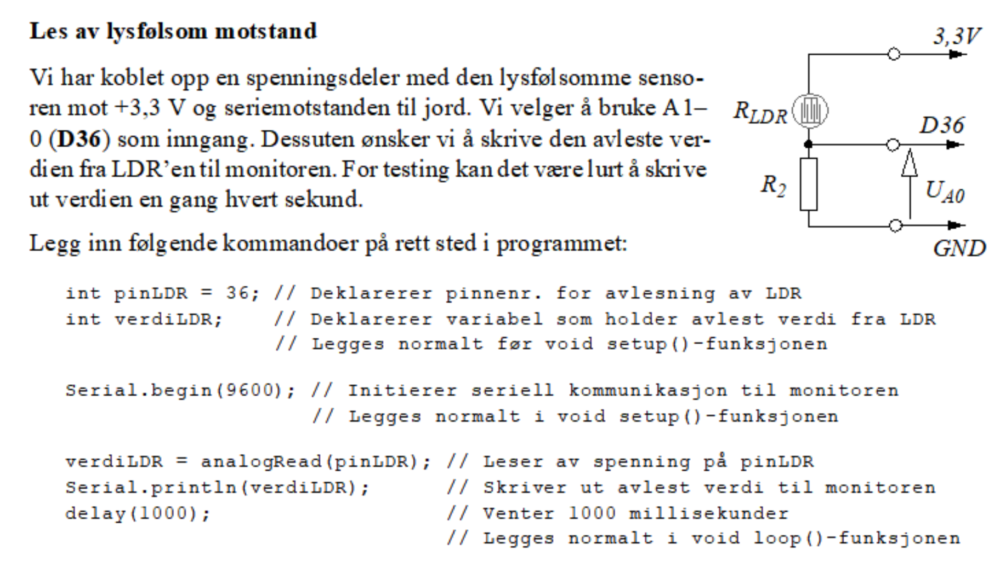 Les av lysfølsom motstand
Vi har koblet opp en spenningsdeler med den lysfølsomme senso-
ren mot +3,3 V og seriemotstanden til jord. Vi velger å bruke A1–
0 (D36) som inngang. Dessuten ønsker vi å skrive den avleste ver-
dien fra LDR’en til monitoren. For testing kan det være lurt å skrive
ut verdien en gang hvert sekund.
3,3V
R_LDR
D36
R_2
U_A0
GND
Legg inn følgende kommandoer på rett sted i programmet:
int pinLDR = 36; // Deklarerer pinnenr. for avlesning av LDR
int verdiLDR; // Deklarerer variabel som holder avlest verdi fra LDR
// Legges normalt før void setup()-funksjonen
Serial.begin(9600); // Initierer seriell kommunikasjon til monitoren
// Legges normalt i void setup()-funksjonen
verdiLDR = analogRead(pinLDR); // Leser av spenning på pinLDR
Serial.println(verdiLDR); // Skriver ut avlest verdi til monitoren
delay(1000); // Venter 1000 millisekunder
// Legges normalt i void loop()-funksjonen